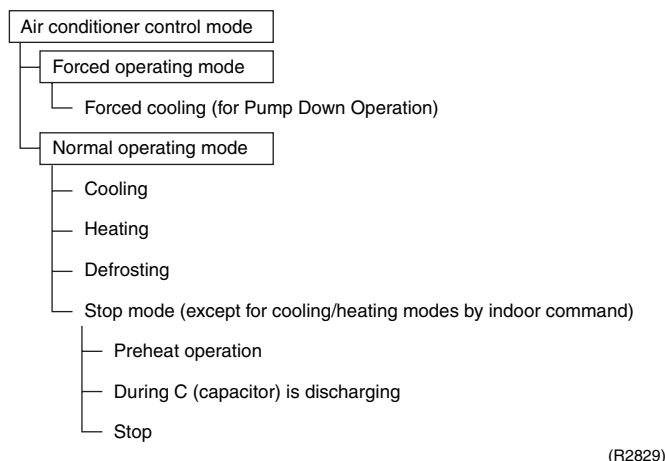 Air conditioner control mode
Forced operating mode
Forced cooling (for Pump Down Operation)
Normal operating mode
Cooling
Heating
Defrosting
Stop mode (except for cooling/heating modes by indoor command)
Preheat operation
During C (capacitor) is discharging
Stop
(R2829)